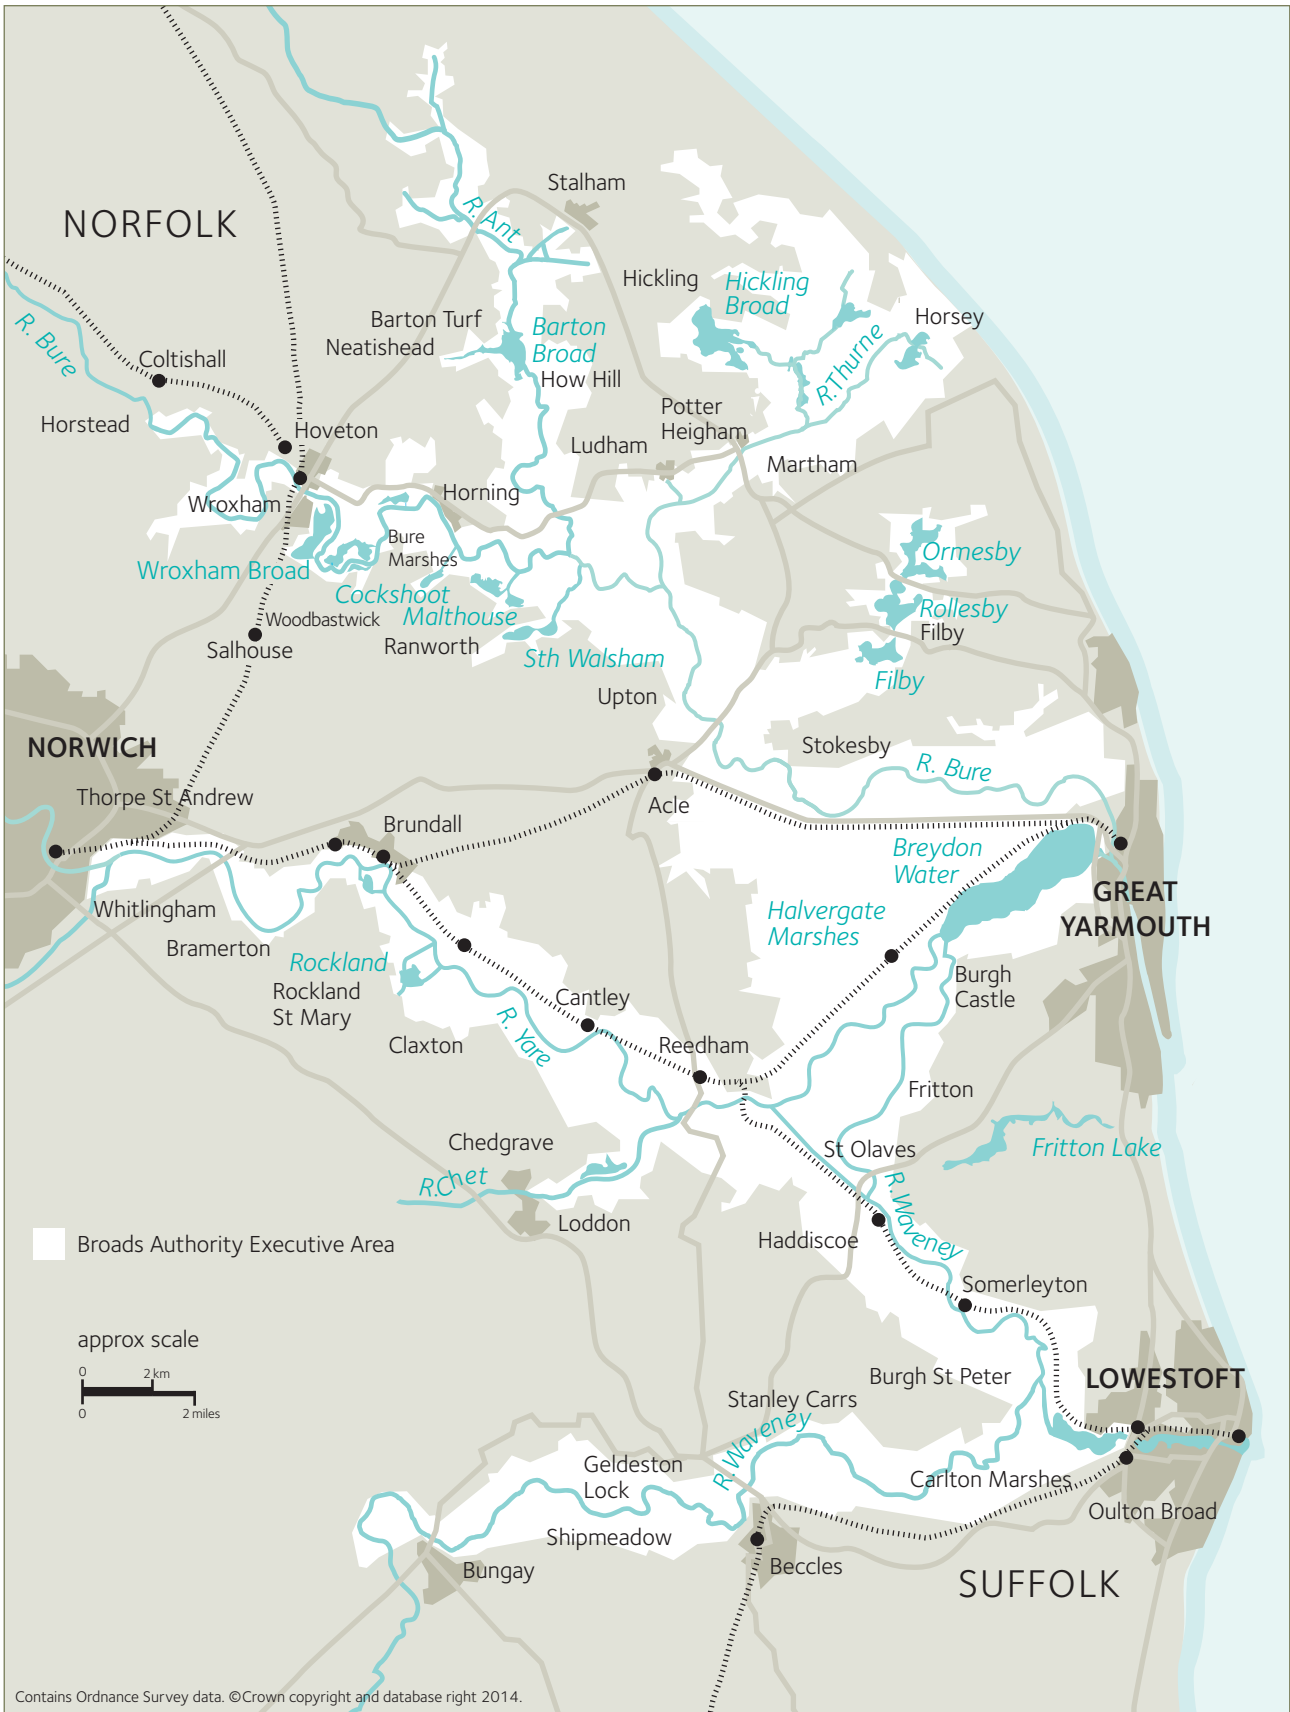 Stalham
NORFOLK
R. Ant
Hickling
Hickling
Broad
Horsey
Barton Turf
Neatishead
Barton
Broad
How Hill
R. Bure
Coltishall
R.Thurne
Potter
Heigham
Horstead
Hoveton
Ludham
Martham
Wroxham
Horning
Bure
Marshes
Ormesby
Wroxham Broad
Cockshoot
Malthouse
Rollesby
Filby
Woodbastwick
Salhouse
Ranworth
Sth Walsham
Filby
Upton
NORWICH
Stokesby
R. Bure
Thorpe St Andrew
Acle
Brundall
Breydon
Water
GREAT
YARMOUTH
Whitlingham
Halvergate
Marshes
Bramerton
Rockland
Rockland
St Mary
Burgh
Castle
Cantley
R. Yare
Claxton
Reedham
Fritton
Chedgrave
St Olaves
Fritton Lake
R.Chet
R. Waveney
Loddon
Haddiscoe
Broads Authority Executive Area
Somerleyton
approx scale
0
2 km
0
2 miles
Burgh St Peter
LOWESTOFT
Stanley Carrs
R. Waveney
Geldeston
Lock
Carlton Marshes
Oulton Broad
Shipmeadow
Bungay
Beccles
SUFFOLK
Contains Ordnance Survey data. ©Crown copyright and database right 2014.